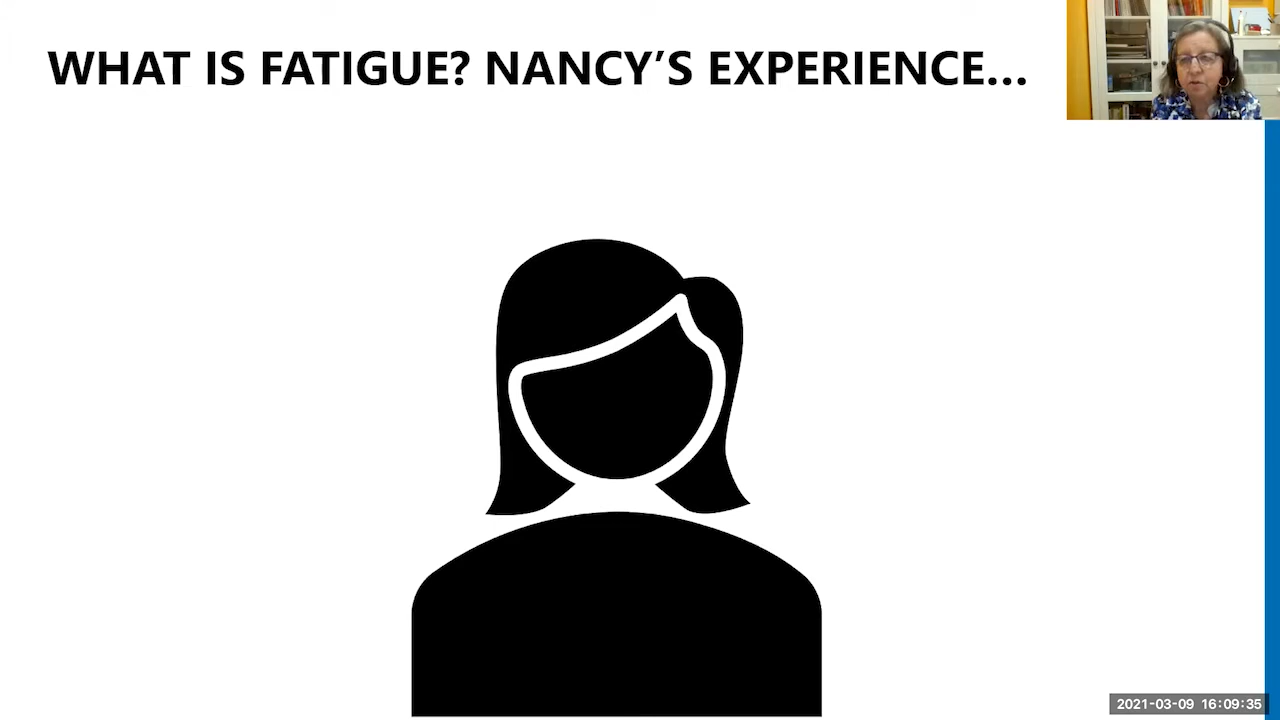 WHAT IS FATIGUE? NANCY’S EXPERIENCE…
2021-03-09 16:09:35